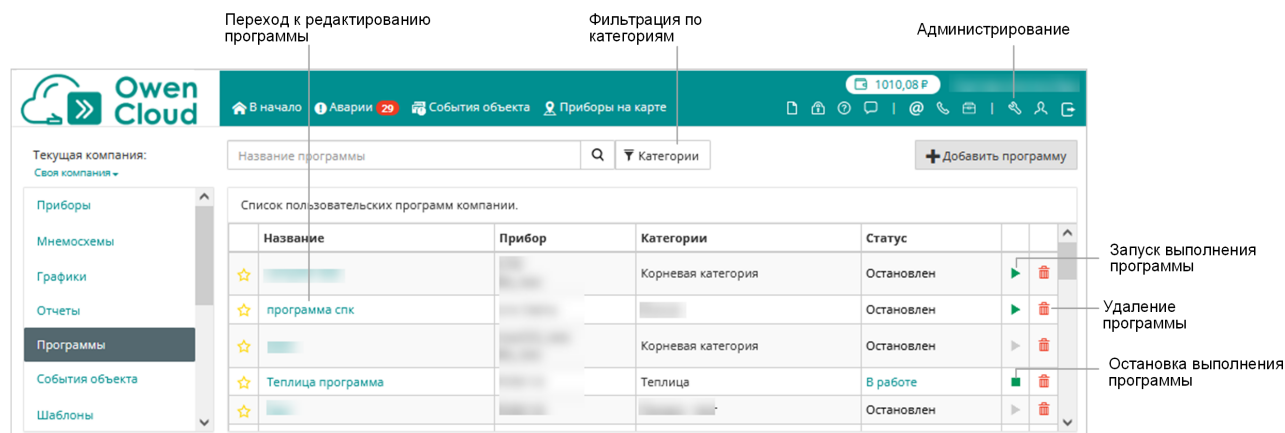 Переход к редактированию
программы
Фильтрация по
категориям
Администрирование
Owen
Cloud
1010,08 ₽
В начало
Аварии 29
События объекта
Приборы на карте
Текущая компания:
Своя компания
Название программы
Категории
Добавить программу
Приборы
Мнемосхемы
Графики
Отчеты
Программы
События объекта
Шаблоны
Список пользовательских программ компании.
Название Прибор Категории Статус
Корневая категория Остановлен
программа спк Остановлен
Корневая категория Остановлен
Теплица программа Теплица В работе
Остановлен
Запуск выполнения
программы
Удаление
программы
Остановка выполнения
программы